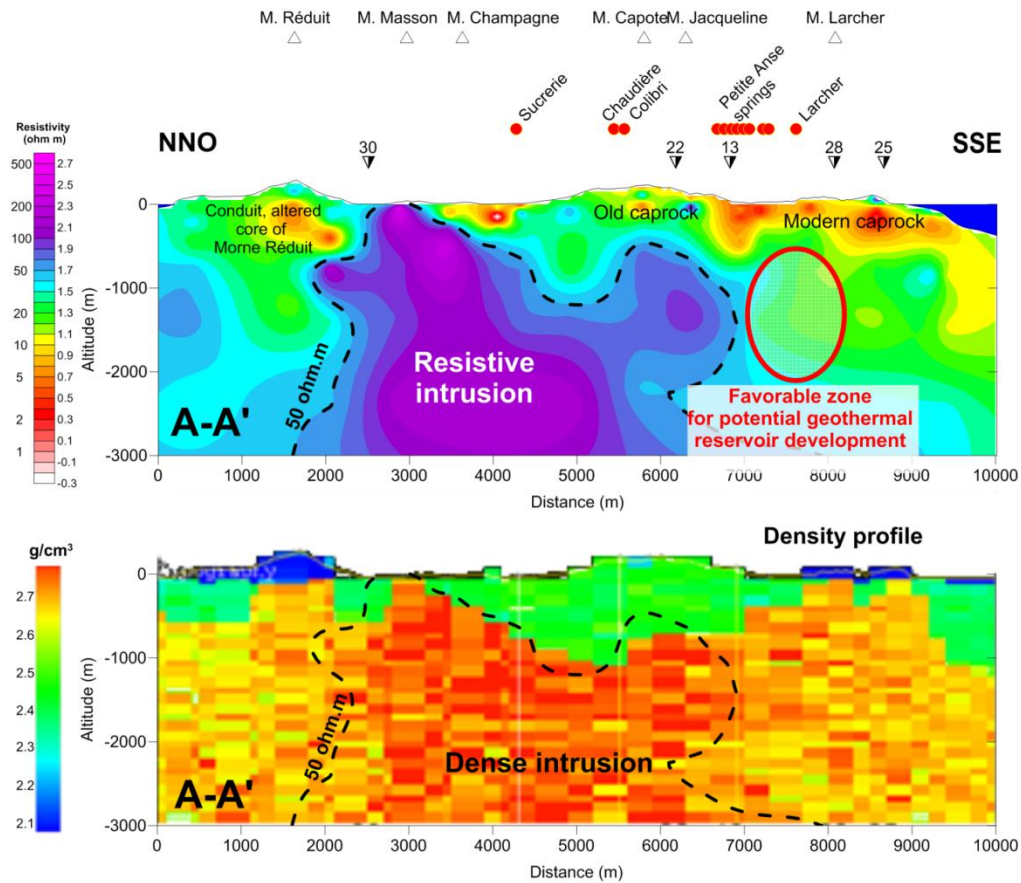 M. Réduit M. Masson M. Champagne M. Capote M. Jacqueline M. Larcher
Sucrerie
Chaudière
Colibri
Petite Anse
springs
Larcher
Resistivity
(ohm m)
NNO
30
22
13
28
25
SSE
500
200
100
50
20
10
5
2
1
2.7
2.5
2.3
2.1
1.9
1.7
1.5
1.3
1.1
0.9
0.7
0.5
0.3
0.1
-0.1
-0.3
Altitude (m)
0
-1000
-2000
-3000
Conduit, altered
core of
Morne Réduit
Old caprock
Modern caprock
Resistive
intrusion
50 ohm.m
A-A'
Favorable zone
for potential geothermal
reservoir development
0 1000 2000 3000 4000 5000 6000 7000 8000 9000 10000
Distance (m)
g/cm³
Density profile
2.7
2.6
2.5
2.4
2.3
2.2
2.1
Altitude (m)
0
-1000
-2000
-3000
50 ohm.m
Dense intrusion
A-A'
0 1000 2000 3000 4000 5000 6000 7000 8000 9000 10000
Distance (m)